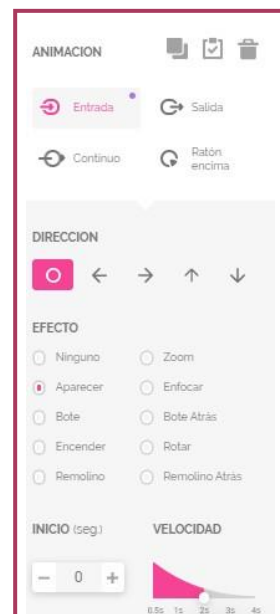 ANIMACION
Entrada
Salida
Continuo
Ratón
encima
DIRECCION
EFECTO
Ninguno
Zoom
Aparecer
Enfocar
Bote
Bote Atrás
Encender
Rotar
Remolino
Remolino Atrás
INICIO (seg.)
VELOCIDAD
0
0.5s 1s 2s 3s 4s